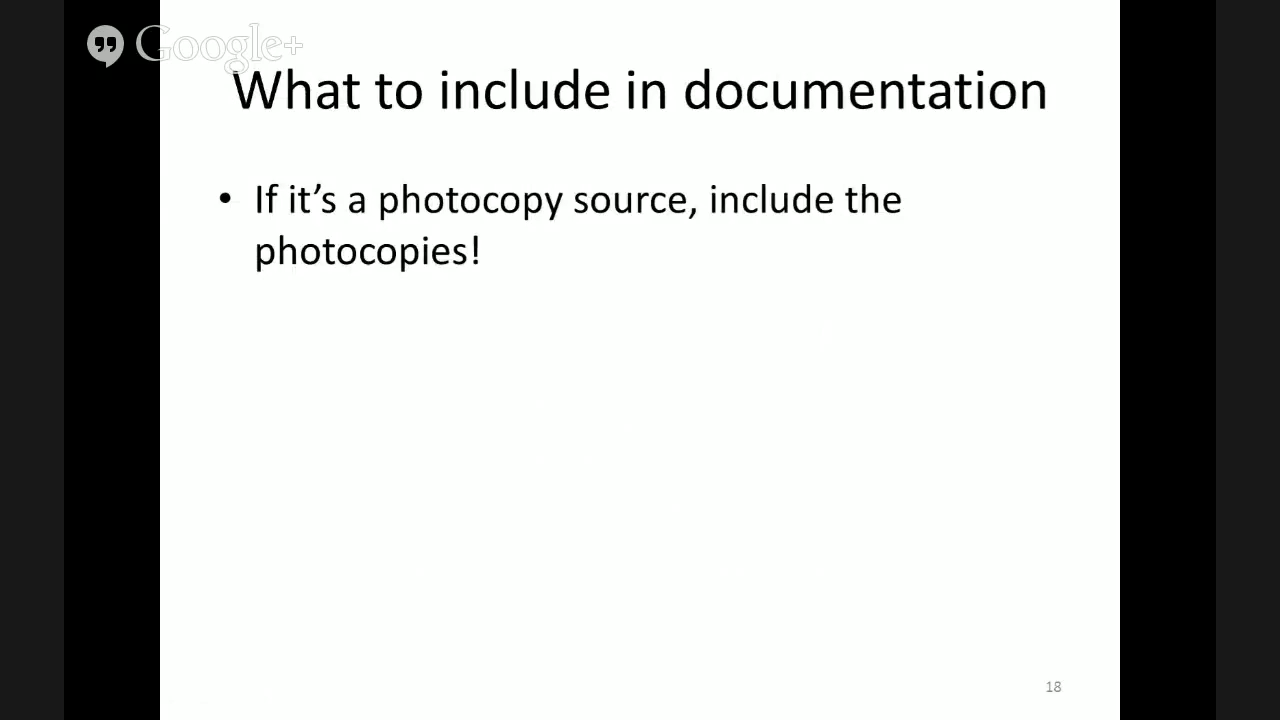 Google+
What to include in documentation
• If it’s a photocopy source, include the
photocopies!
18